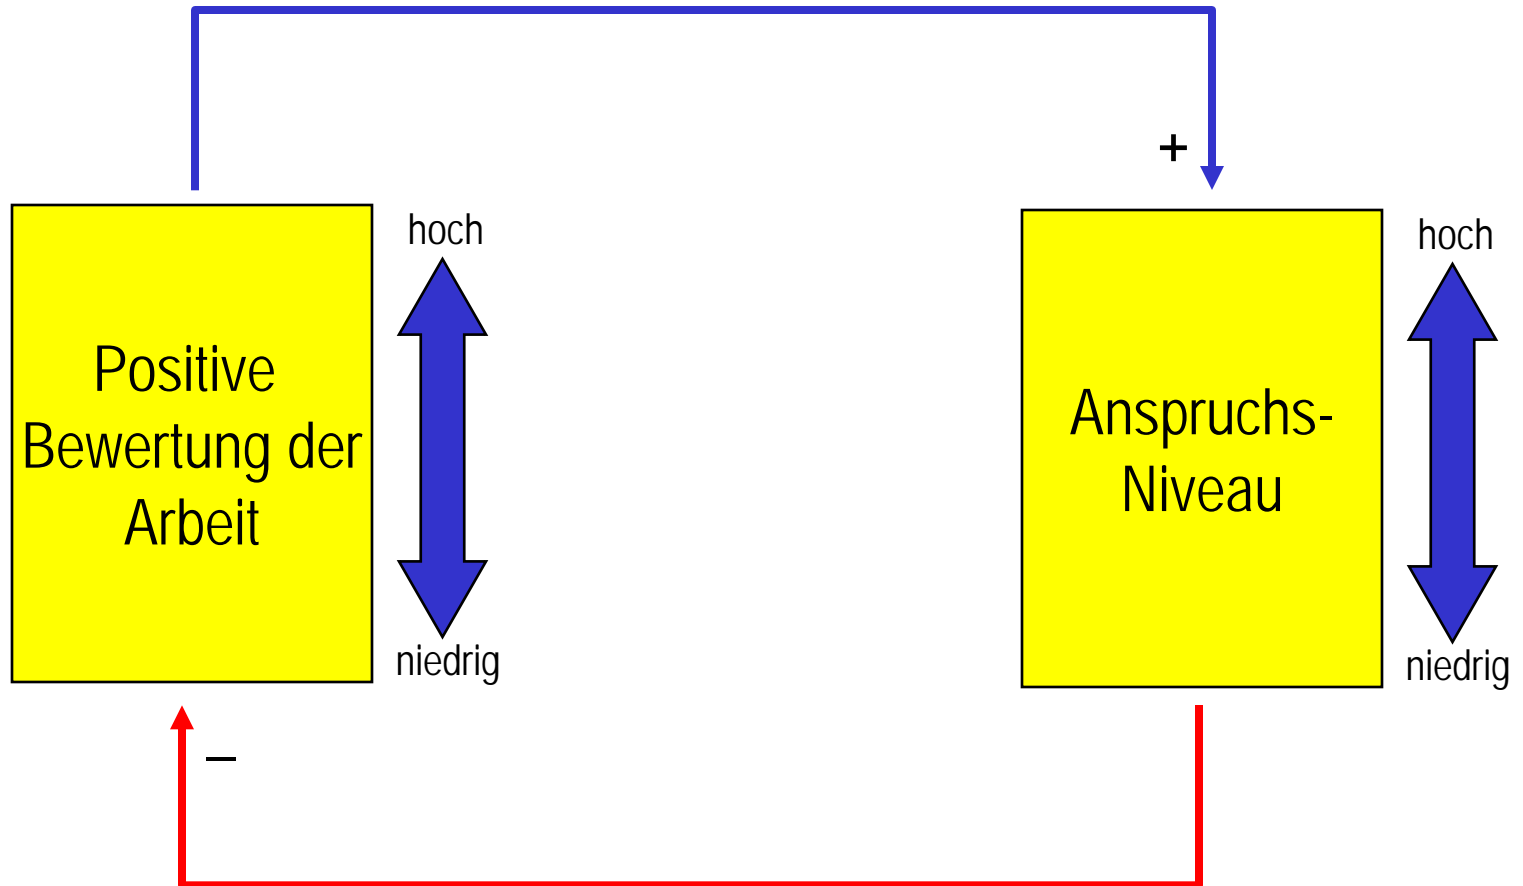 +
hoch
hoch
Positive
Bewertung der
Arbeit
Anspruchs-
Niveau
niedrig
niedrig
–